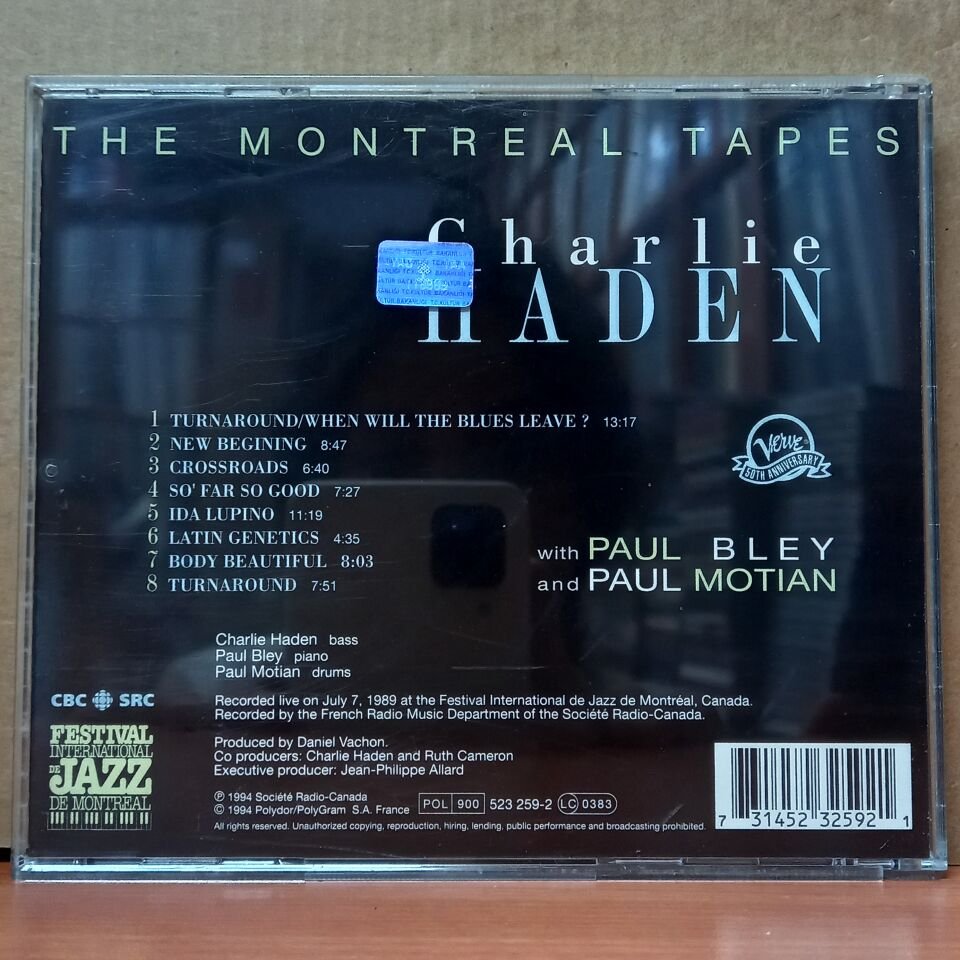 THE MONTREAL TAPES
Charlie
HADEN
T.C.KÜLTÜR BAKANLIĞI
1 TURNAROUND/WHEN WILL THE BLUES LEAVE ? 13:17
2 NEW BEGINING 8:47
3 CROSSROADS 6:40
4 SO' FAR SO GOOD 7:27
5 IDA LUPINO 11:19
6 LATIN GENETICS 4:35
7 BODY BEAUTIFUL 8:03
8 TURNAROUND 7:51
Verve
50TH ANNIVERSARY
with PAUL BLEY
and PAUL MOTIAN
Charlie Haden bass
Paul Bley piano
Paul Motian drums
CBC SRC
Recorded live on July 7, 1989 at the Festival International de Jazz de Montréal, Canada.
Recorded by the French Radio Music Department of the Société Radio-Canada.
FESTIVAL
INTERNATIONAL
DE JAZZ
DE MONTREAL
Produced by Daniel Vachon.
Co producers: Charlie Haden and Ruth Cameron
Executive producer: Jean-Philippe Allard
℗ 1994 Société Radio-Canada
© 1994 Polydor/PolyGram S.A. France POL 900 523 259-2 LC 0383
All rights reserved. Unauthorized copying, reproduction, hiring, lending, public performance and broadcasting prohibited.
7 31452 32592 1